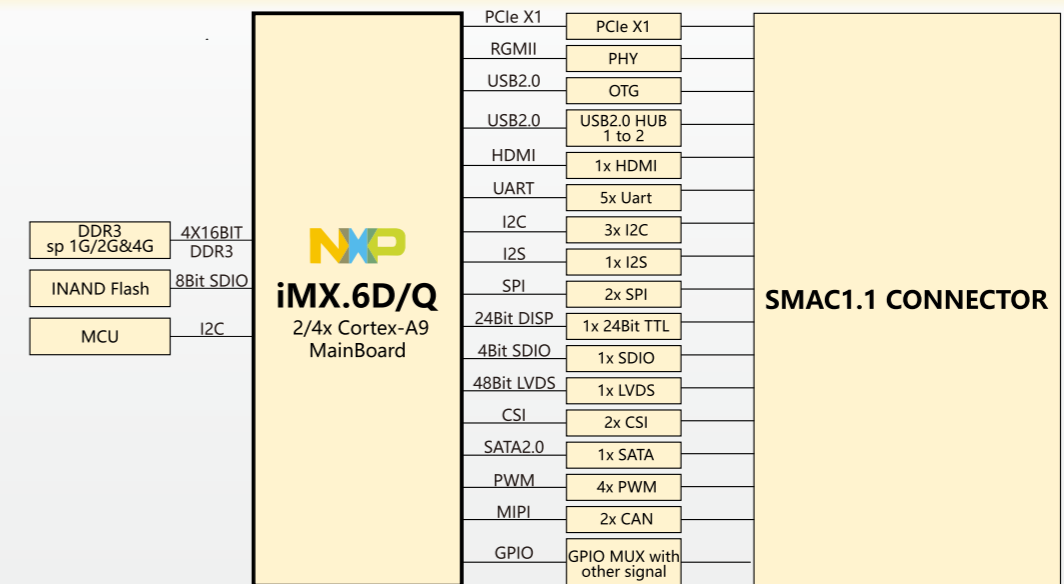 PCIe X1
PCIe X1
RGMII
PHY
USB2.0
OTG
USB2.0
USB2.0 HUB
1 to 2
HDMI
1x HDMI
UART
5x Uart
I2C
3x I2C
I2S
1x I2S
SPI
2x SPI
24Bit DISP
1x 24Bit TTL
4Bit SDIO
1x SDIO
48Bit LVDS
1x LVDS
CSI
2x CSI
SATA2.0
1x SATA
PWM
4x PWM
MIPI
2x CAN
GPIO
GPIO MUX with
other signal
DDR3
sp 1G/2G&4G
4X16BIT
DDR3
INAND Flash
8Bit SDIO
MCU
I2C
NXP
iMX.6D/Q
2/4x Cortex-A9
MainBoard
SMAC1.1 CONNECTOR